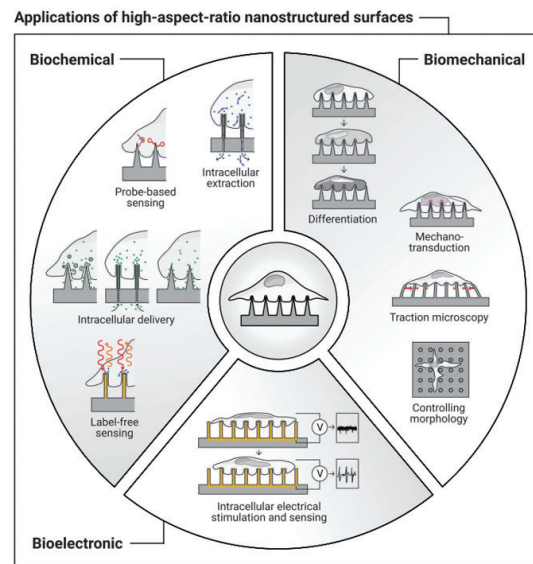 Applications of high-aspect-ratio nanostructured surfaces
Biochemical
Biomechanical
Intracellular
extraction
Probe-based
sensing
Differentiation
Mechano-
transduction
Intracellular delivery
Traction microscopy
Label-free
sensing
Controlling
morphology
V
V
Intracellular electrical
stimulation and sensing
Bioelectronic